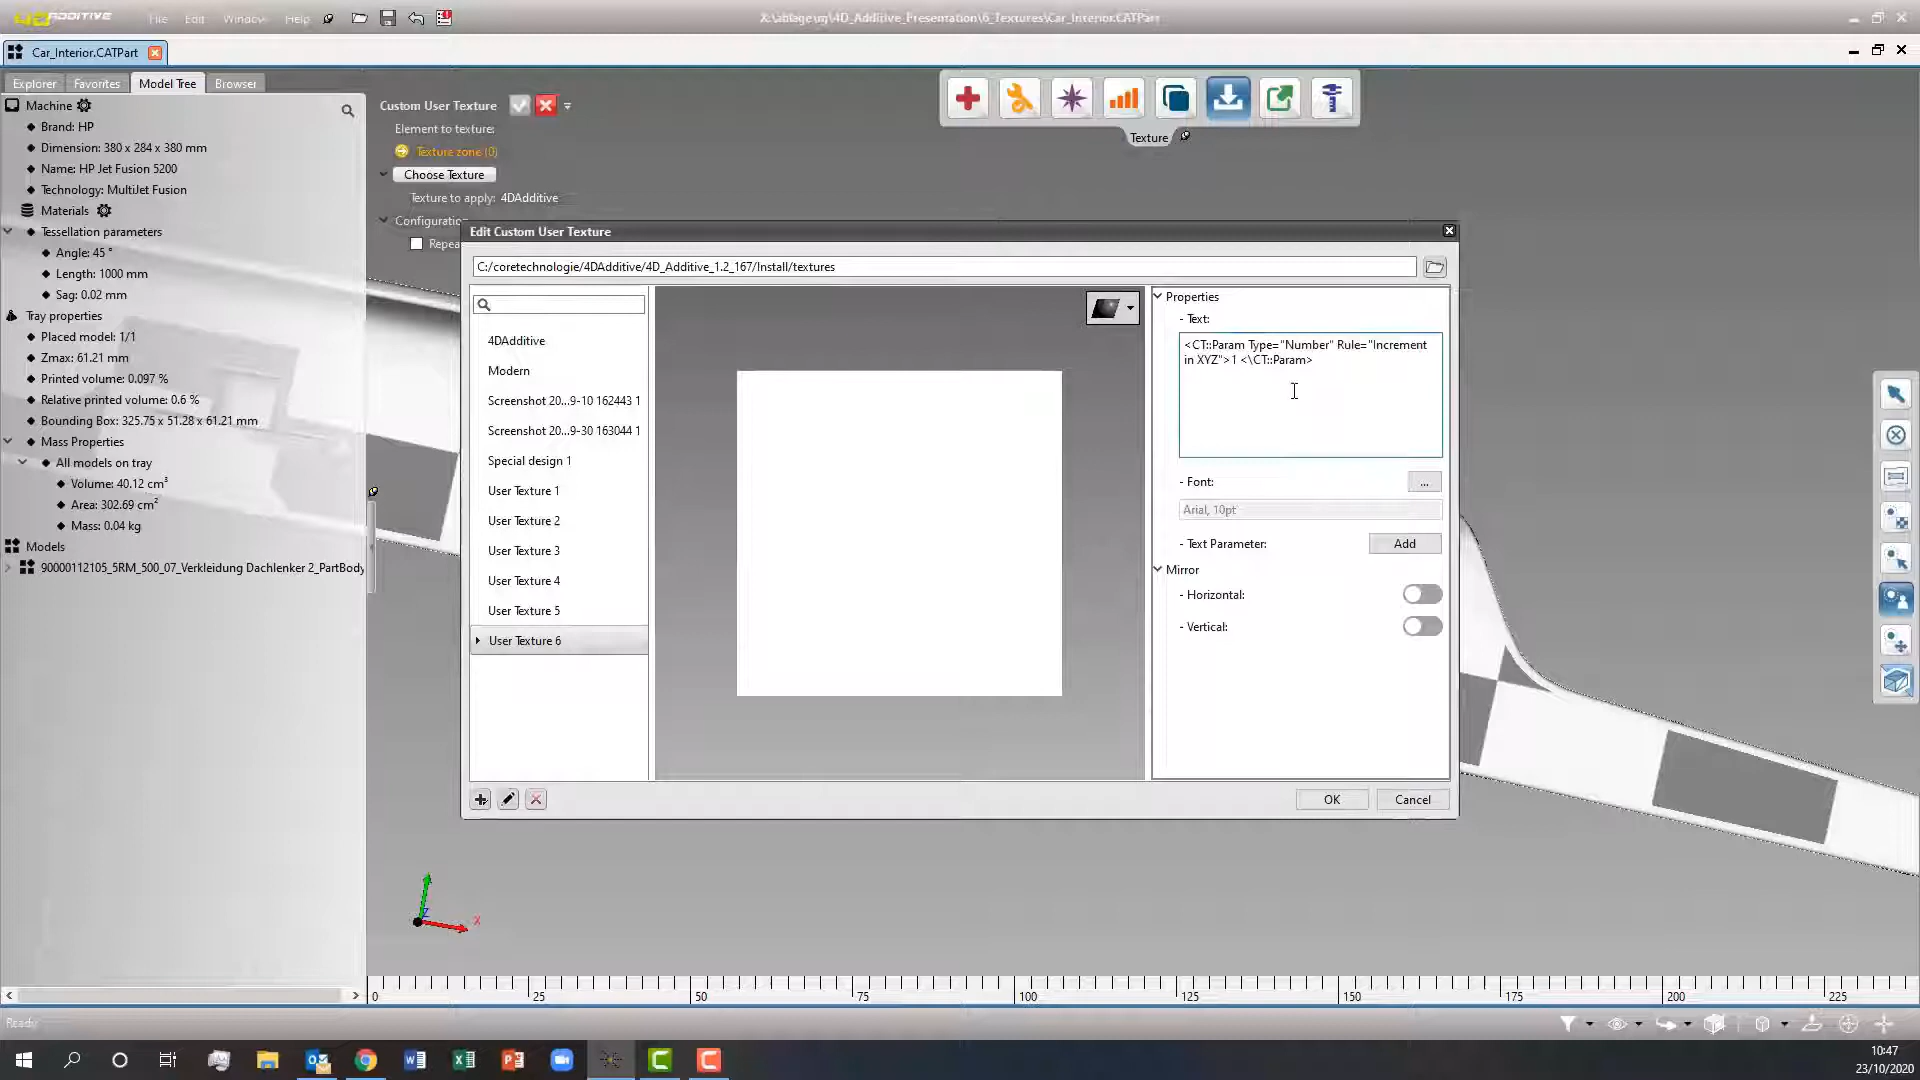 4DADDITIVE File Edit Window Help
X:\ablage\mj\4D_Additive_Presentation\6_Textures\Car_Interior.CATPart
Car_Interior.CATPart
Explorer Favorites Model Tree Browser
Machine
Brand: HP
Dimension: 380 x 284 x 380 mm
Name: HP Jet Fusion 5200
Technology: MultiJet Fusion
Materials
Tessellation parameters
Angle: 45 °
Length: 1000 mm
Sag: 0.02 mm
Tray properties
Placed model: 1/1
Zmax: 61.21 mm
Printed volume: 0.097 %
Relative printed volume: 0.6 %
Bounding Box: 325.75 x 51.28 x 61.21 mm
Mass Properties
All models on tray
Volume: 40.12 cm³
Area: 302.69 cm²
Mass: 0.04 kg
Models
90000112105_5RM_500_07_Verkleidung Dachlenker 2_PartBody
Custom User Texture
Element to texture:
Texture zone (0)
Choose Texture
Texture to apply: 4DAdditive
Configuratio
Repea
Texture
Edit Custom User Texture
C:/coretechnologie/4DAdditive/4D_Additive_1.2_167/Install/textures
4DAdditive
Modern
Screenshot 20...9-10 162443 1
Screenshot 20...9-30 163044 1
Special design 1
User Texture 1
User Texture 2
User Texture 3
User Texture 4
User Texture 5
User Texture 6
Properties
- Text:
<CT::Param Type="Number" Rule="Increment
in XYZ">1 <\CT::Param>
- Font: ...
Arial, 10pt
- Text Parameter: Add
Mirror
- Horizontal:
- Vertical:
OK Cancel
Z X
0 25 50 75 100 125 150 175 200 225
Ready
10:47
23/10/2020